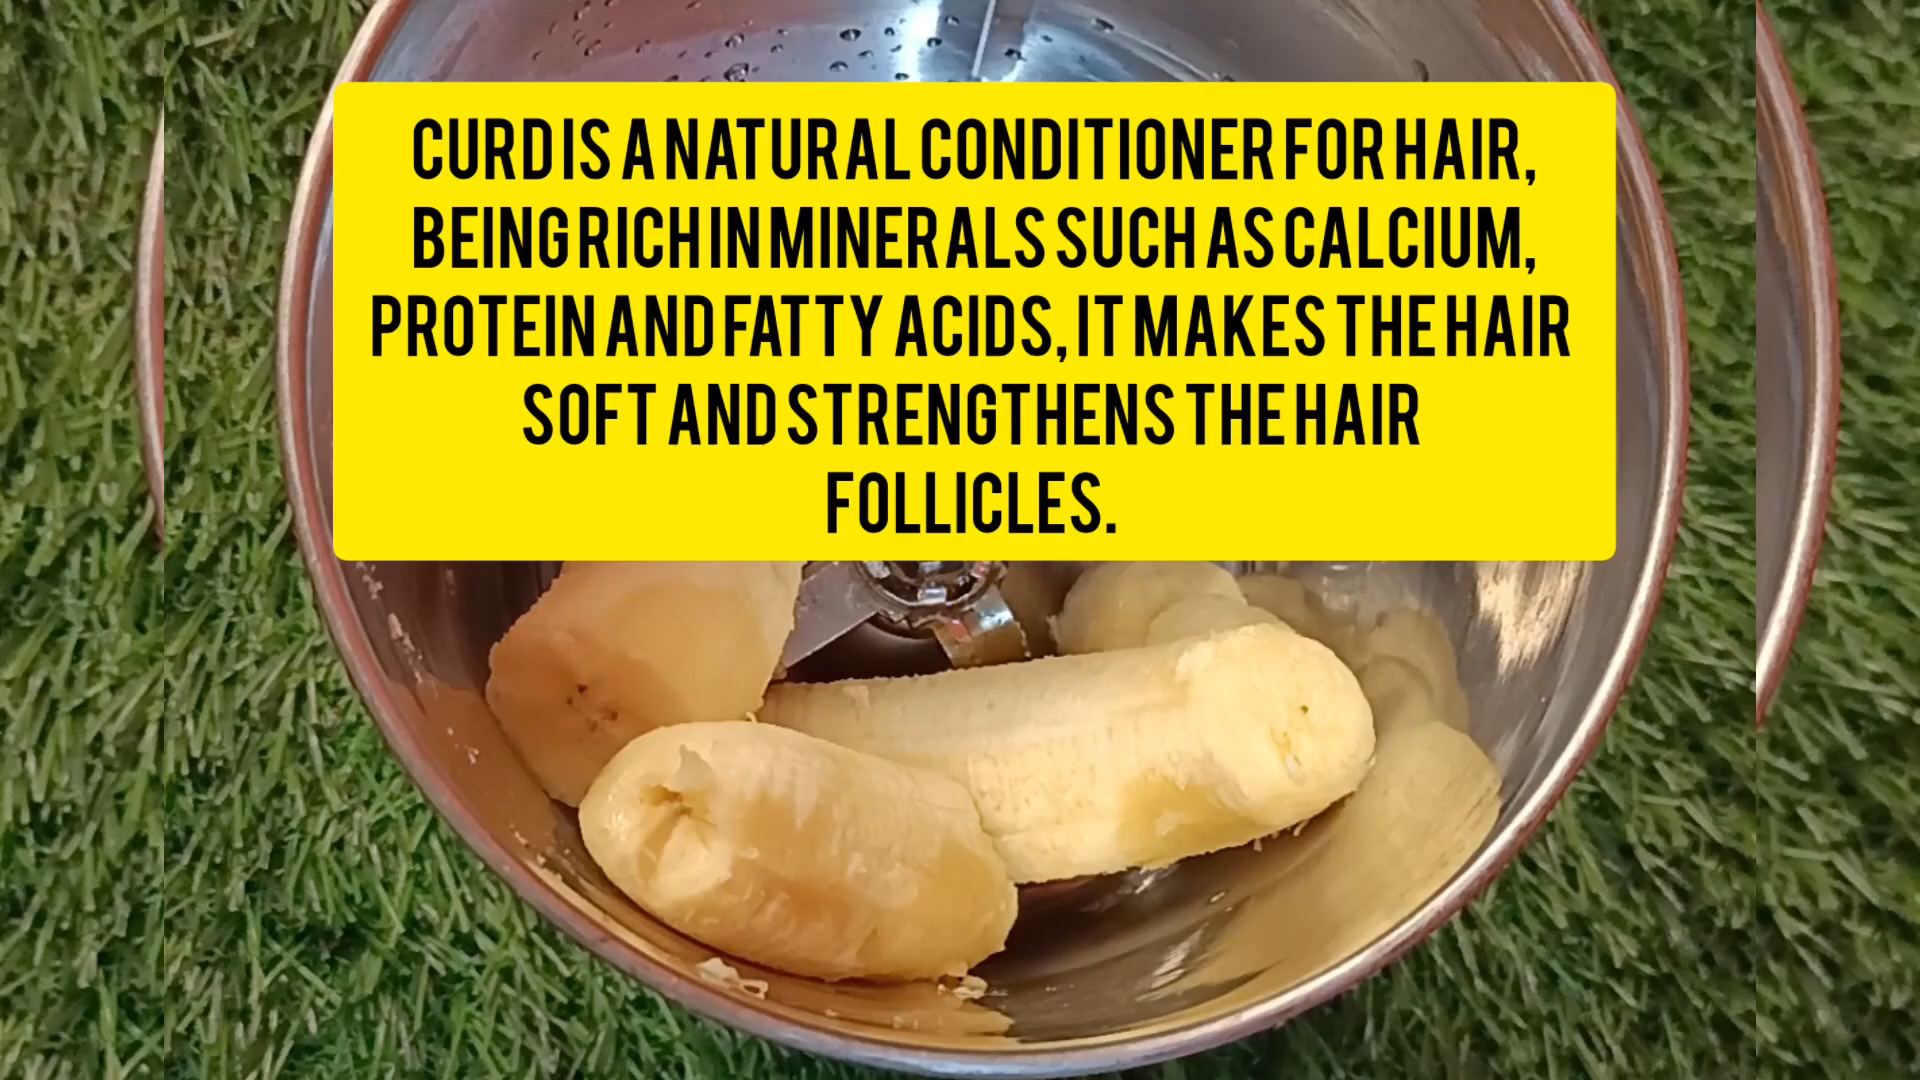 CURD IS A NATURAL CONDITIONER FOR HAIR,
BEING RICH IN MINERALS SUCH AS CALCIUM,
PROTEIN AND FATTY ACIDS, IT MAKES THE HAIR
SOFT AND STRENGTHENS THE HAIR
FOLLICLES.